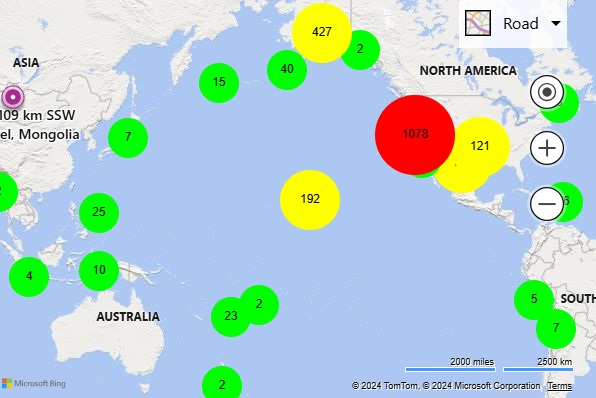 427
2
Road
ASIA
40
NORTH AMERICA
15
109 km SSW
el, Mongolia
7
1078
121
192
25
10
4
5
SOUTH
2
23
AUSTRALIA
7
2000 miles
2500 km
2
Microsoft Bing
© 2024 TomTom, © 2024 Microsoft Corporation Terms